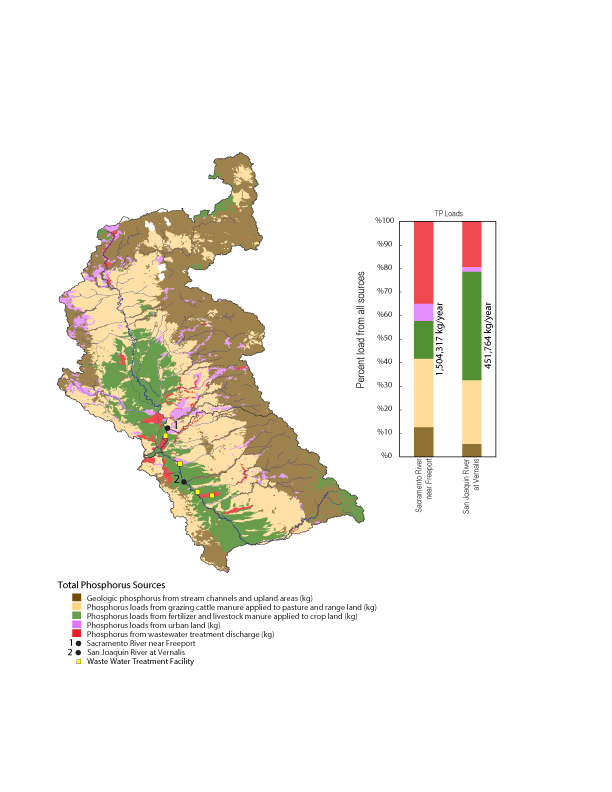 TP Loads
%100
%90
%80
%70
%60
%50
%40
%30
%20
%10
%0
Percent load from all sources
1,504,317 kg/year
451,764 kg/year
Sacramento River
near Freeport
San Joaquin River
at Vernalis
1
2
Total Phosphorus Sources
Geologic phosphorus from stream channels and upland areas (kg)
Phosphorus loads from grazing cattle manure applied to pasture and range land (kg)
Phosphorus loads from fertilizer and livestock manure applied to crop land (kg)
Phosphorus loads from urban land (kg)
Phosphorus from wastewater treatment discharge (kg)
1 Sacramento River near Freeport
2 San Joaquin River at Vernalis
Waste Water Treatment Facility